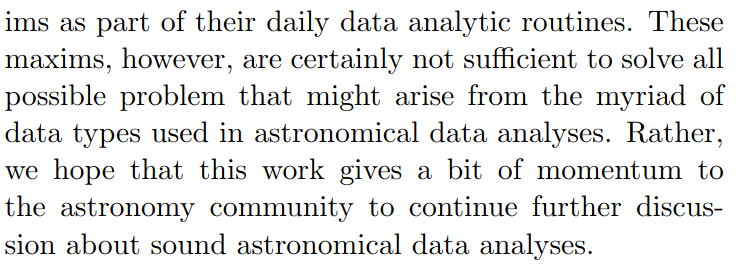 ims as part of their daily data analytic routines. These
maxims, however, are certainly not sufficient to solve all
possible problem that might arise from the myriad of
data types used in astronomical data analyses. Rather,
we hope that this work gives a bit of momentum to
the astronomy community to continue further discus-
sion about sound astronomical data analyses.